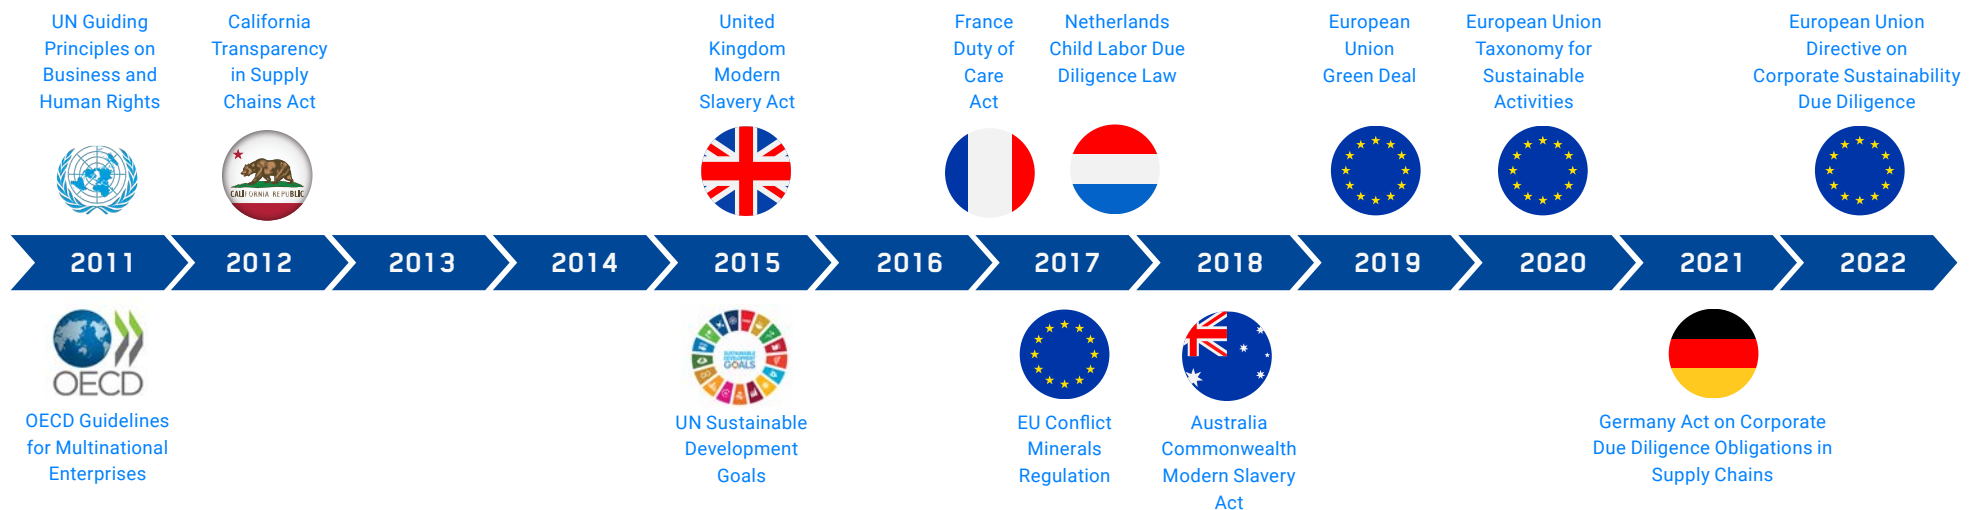 UN Guiding
Principles on
Business and
Human Rights
California
Transparency
in Supply
Chains Act
United
Kingdom
Modern
Slavery Act
France
Duty of
Care
Act
Netherlands
Child Labor Due
Diligence Law
European
Union
Green Deal
European Union
Taxonomy for
Sustainable
Activities
European Union
Directive on
Corporate Sustainability
Due Diligence
CALIFORNIA REPUBLIC
2011
2012
2013
2014
2015
2016
2017
2018
2019
2020
2021
2022
OECD
SUSTAINABLE
DEVELOPMENT
GOALS
OECD Guidelines
for Multinational
Enterprises
UN Sustainable
Development
Goals
EU Conflict
Minerals
Regulation
Australia
Commonwealth
Modern Slavery
Act
Germany Act on Corporate
Due Diligence Obligations in
Supply Chains